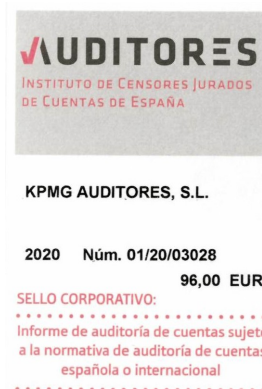 AUDITORES
INSTITUTO DE CENSORES JURADOS
DE CUENTAS DE ESPAÑA
KPMG AUDITORES, S.L.
2020 Núm. 01/20/03028
96,00 EUR
SELLO CORPORATIVO:
Informe de auditoría de cuentas sujet
a la normativa de auditoría de cuentas
española o internacional